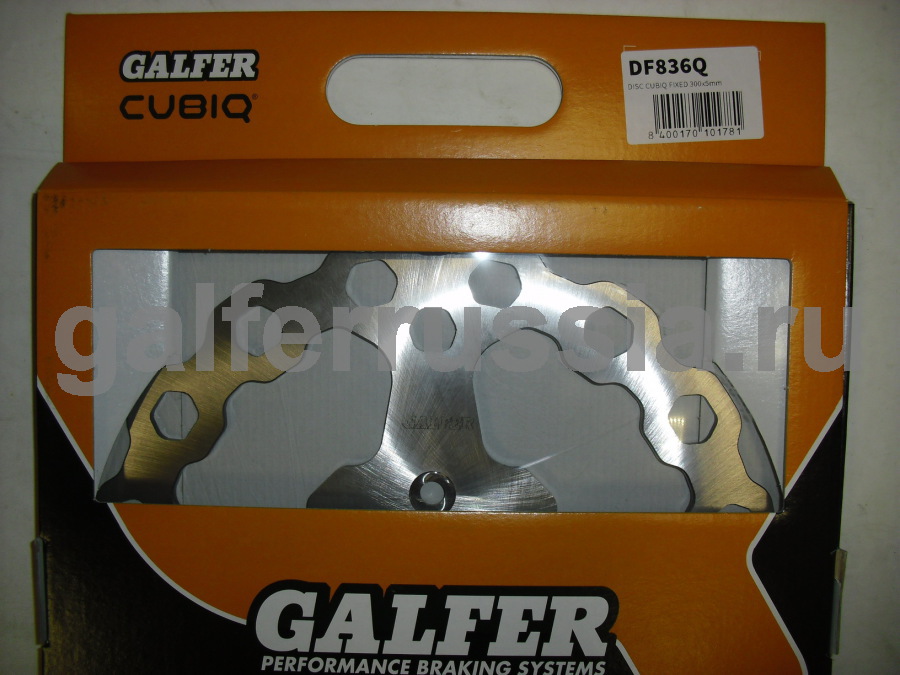 GALFER
CUBIQ®
DF836Q
DISC CUBIQ FIXED 300x5mm
8 400170 101781
galferrussia.ru
GALFER
GALFER
PERFORMANCE BRAKING SYSTEMS